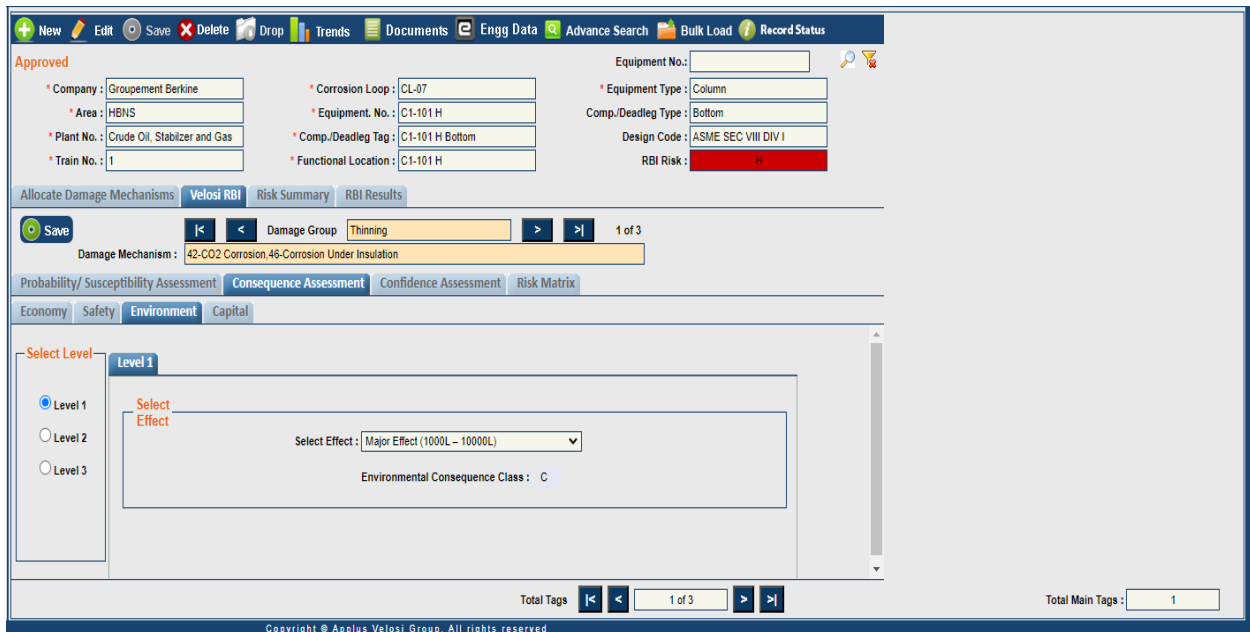 New Edit Save Delete Drop Trends Documents Engg Data Advance Search Bulk Load Record Status
Approved Equipment No.:
* Company : Groupement Berkine * Corrosion Loop : CL-07 * Equipment Type : Column
* Area : HBNS * Equipment. No. : C1-101 H Comp./Deadleg Type : Bottom
* Plant No. : Crude Oil, Stabilzer and Gas * Comp./Deadleg Tag : C1-101 H Bottom Design Code : ASME SEC VIII DIV I
* Train No. : 1 * Functional Location : C1-101 H RBI Risk : H
Allocate Damage Mechanisms Velosi RBI Risk Summary RBI Results
Save |< < Damage Group Thinning > >| 1 of 3
Damage Mechanism : 42-CO2 Corrosion,46-Corrosion Under Insulation
Probability/ Susceptibility Assessment Consequence Assessment Confidence Assessment Risk Matrix
Economy Safety Environment Capital
Select Level Level 1
Level 1 Select
Effect
Level 2 Select Effect : Major Effect (1000L – 10000L)
Level 3 Environmental Consequence Class : C
Total Tags |< < 1 of 3 > >| Total Main Tags : 1
Copyright © Applus Velosi Group. All rights reserved